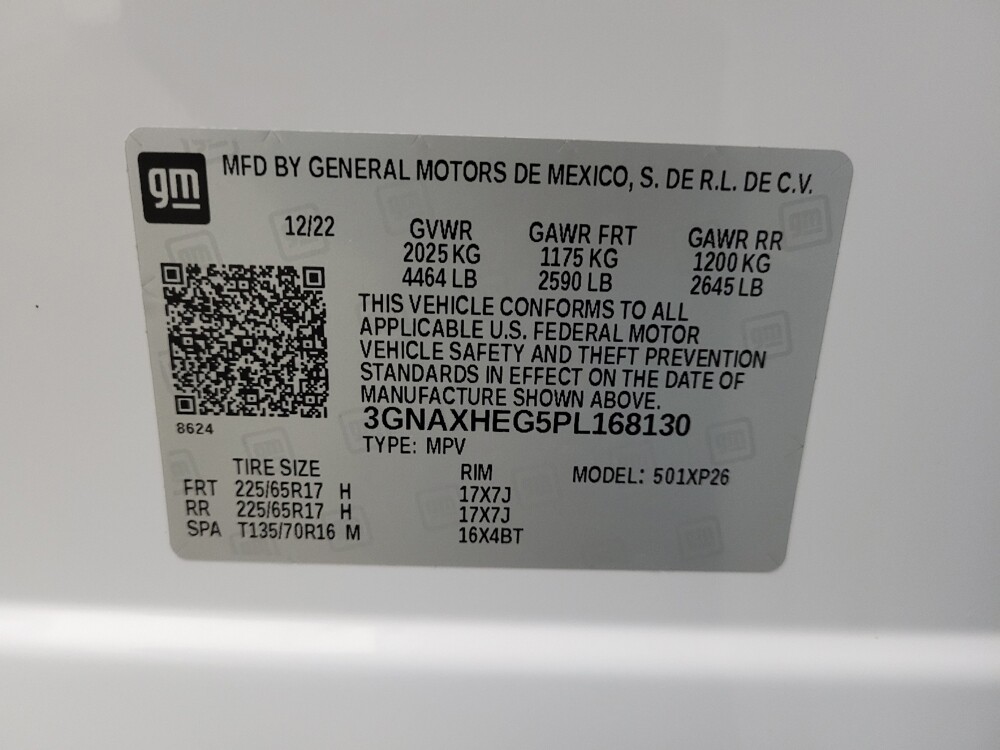 gm
MFD BY GENERAL MOTORS DE MEXICO, S. DE R.L. DE C.V.
12/22 GVWR GAWR FRT GAWR RR
2025 KG 1175 KG 1200 KG
4464 LB 2590 LB 2645 LB
THIS VEHICLE CONFORMS TO ALL
APPLICABLE U.S. FEDERAL MOTOR
VEHICLE SAFETY AND THEFT PREVENTION
STANDARDS IN EFFECT ON THE DATE OF
MANUFACTURE SHOWN ABOVE.
3GNAXHEG5PL168130
8624
TYPE: MPV
TIRE SIZE RIM MODEL: 501XP26
FRT 225/65R17 H 17X7J
RR 225/65R17 H 17X7J
SPA T135/70R16 M 16X4BT